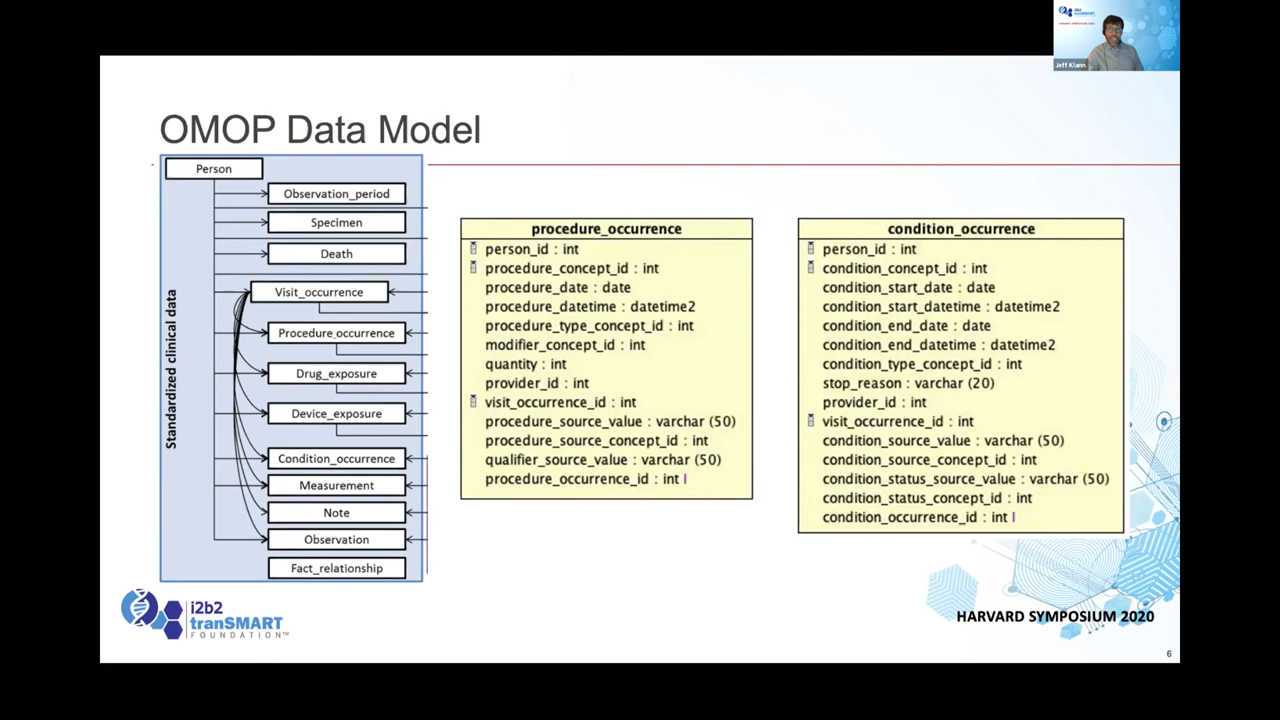 i2b2
tranSMART
Jeff Klann
OMOP Data Model
Standardized clinical data
Person
Observation_period
Specimen
Death
Visit_occurrence
Procedure_occurrence
Drug_exposure
Device_exposure
Condition_occurrence
Measurement
Note
Observation
Fact_relationship
procedure_occurrence
person_id : int
procedure_concept_id : int
procedure_date : date
procedure_datetime : datetime2
procedure_type_concept_id : int
modifier_concept_id : int
quantity : int
provider_id : int
visit_occurrence_id : int
procedure_source_value : varchar (50)
procedure_source_concept_id : int
qualifier_source_value : varchar (50)
procedure_occurrence_id : int I
condition_occurrence
person_id : int
condition_concept_id : int
condition_start_date : date
condition_start_datetime : datetime2
condition_end_date : date
condition_end_datetime : datetime2
condition_type_concept_id : int
stop_reason : varchar (20)
provider_id : int
visit_occurrence_id : int
condition_source_value : varchar (50)
condition_source_concept_id : int
condition_status_source_value : varchar (50)
condition_status_concept_id : int
condition_occurrence_id : int I
i2b2
tranSMART
FOUNDATION™
HARVARD SYMPOSIUM 2020
6